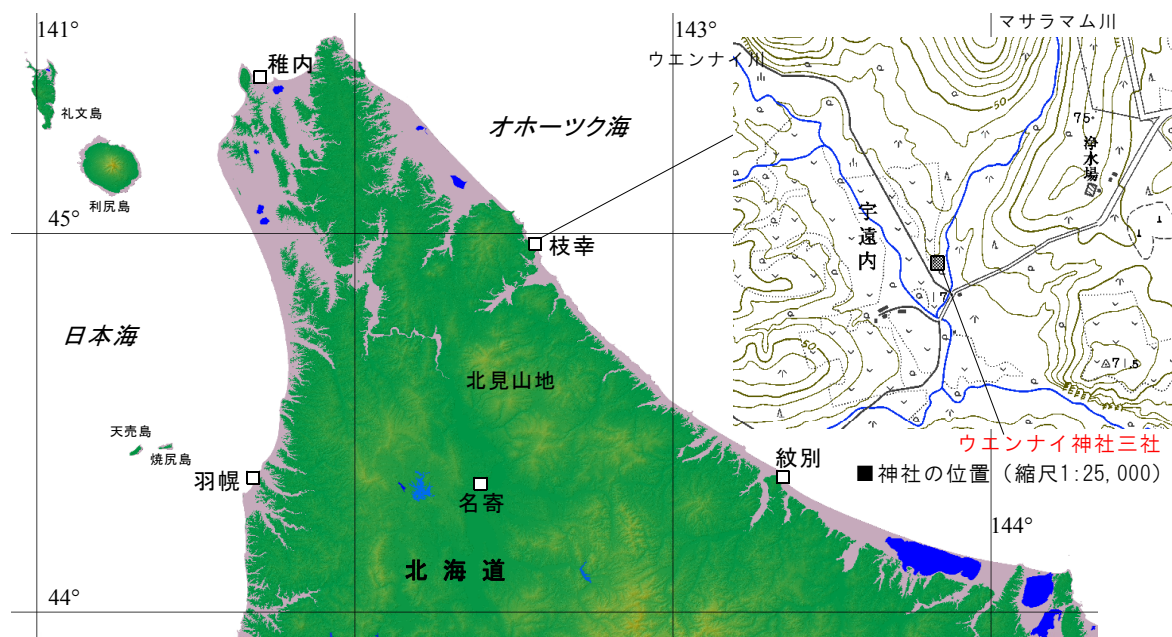 141°
143°
マサラマム川
稚内
ウエンナイ川
礼文島
オホーツク海
50
75
浄水場
利尻島
45°
宇遠内
枝幸
7
日本海
50
7
.5
北見山地
天売島
焼尻島
ウエンナイ神社三社
羽幌
紋別
■神社の位置（縮尺1:25,000）
名寄
144°
北海道
44°